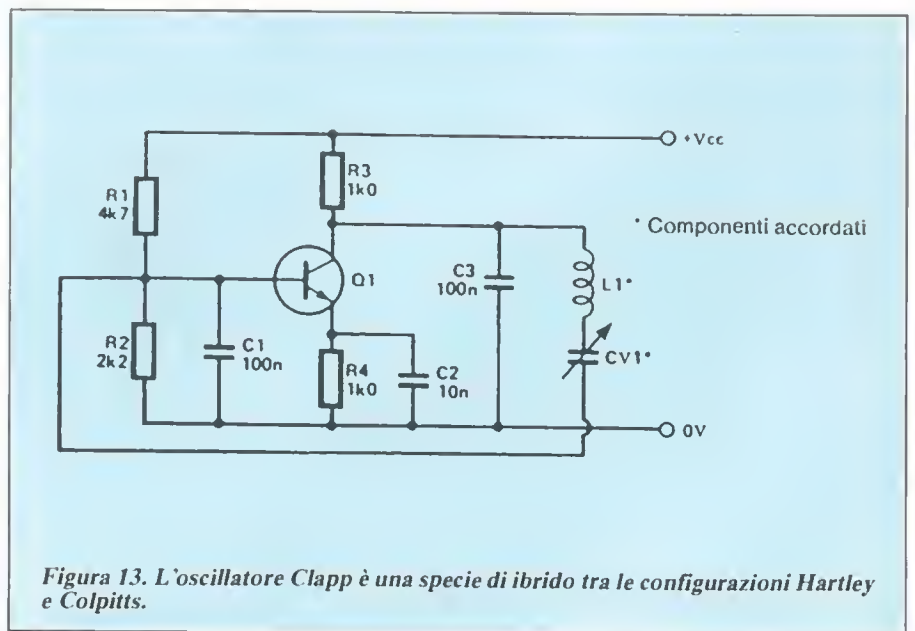 +Vcc
R3
1k0
R1
4k7
* Componenti accordati
C3
100n
L1*
Q1
CV1*
R2
2k2
C1
100n
R4
1k0
C2
10n
0V
Figura 13. L'oscillatore Clapp è una specie di ibrido tra le configurazioni Hartley
e Colpitts.